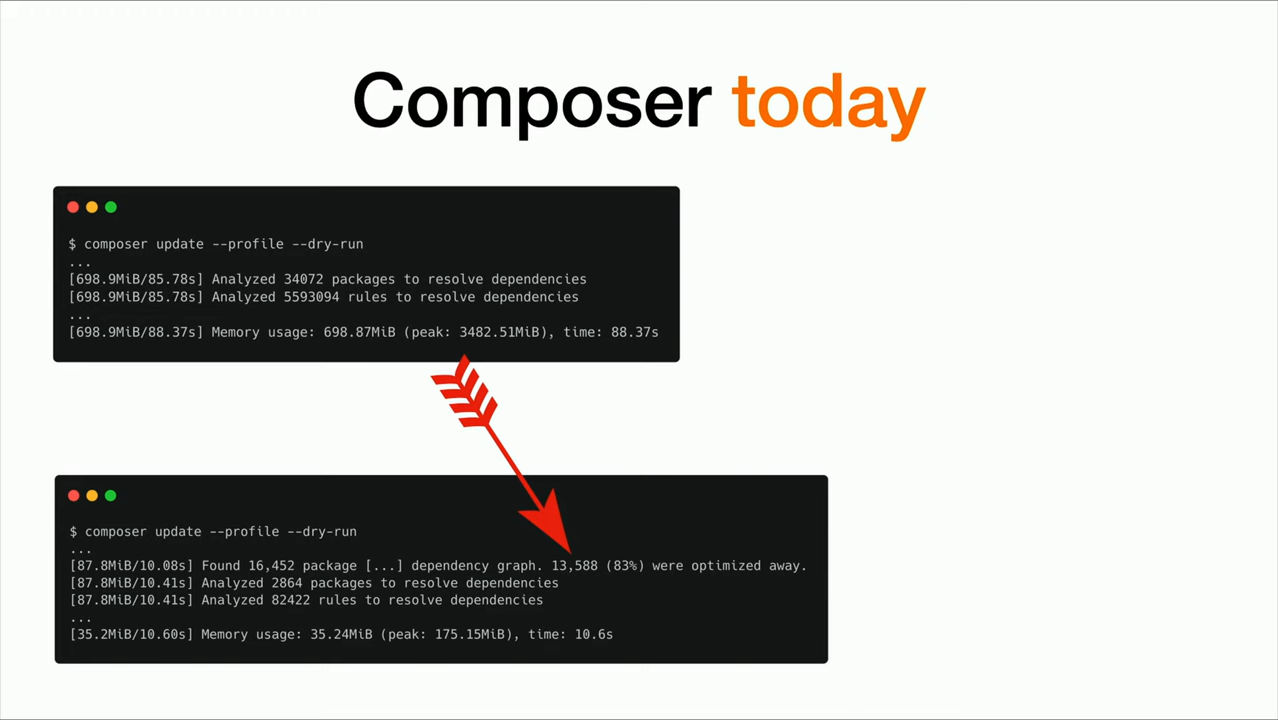 Composer today
$ composer update --profile --dry-run
...
[698.9MiB/85.78s] Analyzed 34072 packages to resolve dependencies
[698.9MiB/85.78s] Analyzed 5593094 rules to resolve dependencies
...
[698.9MiB/88.37s] Memory usage: 698.87MiB (peak: 3482.51MiB), time: 88.37s
$ composer update --profile --dry-run
...
[87.8MiB/10.08s] Found 16,452 package [...] dependency graph. 13,588 (83%) were optimized away.
[87.8MiB/10.41s] Analyzed 2864 packages to resolve dependencies
[87.8MiB/10.41s] Analyzed 82422 rules to resolve dependencies
...
[35.2MiB/10.60s] Memory usage: 35.24MiB (peak: 175.15MiB), time: 10.6s